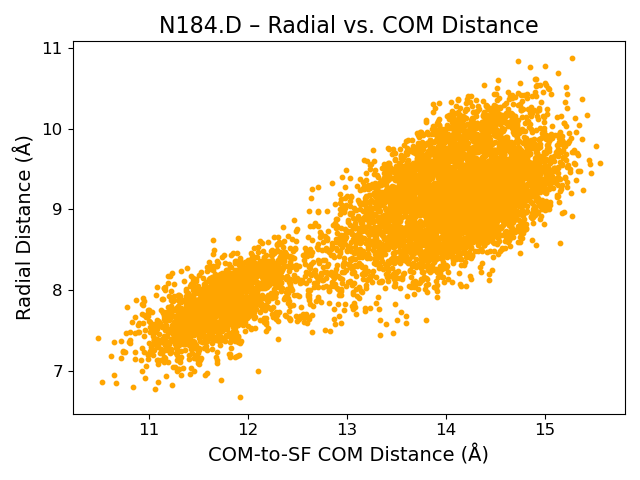 N184.D – Radial vs. COM Distance
Radial Distance (Å)
11
10
9
8
7
11 12 13 14 15
COM-to-SF COM Distance (Å)